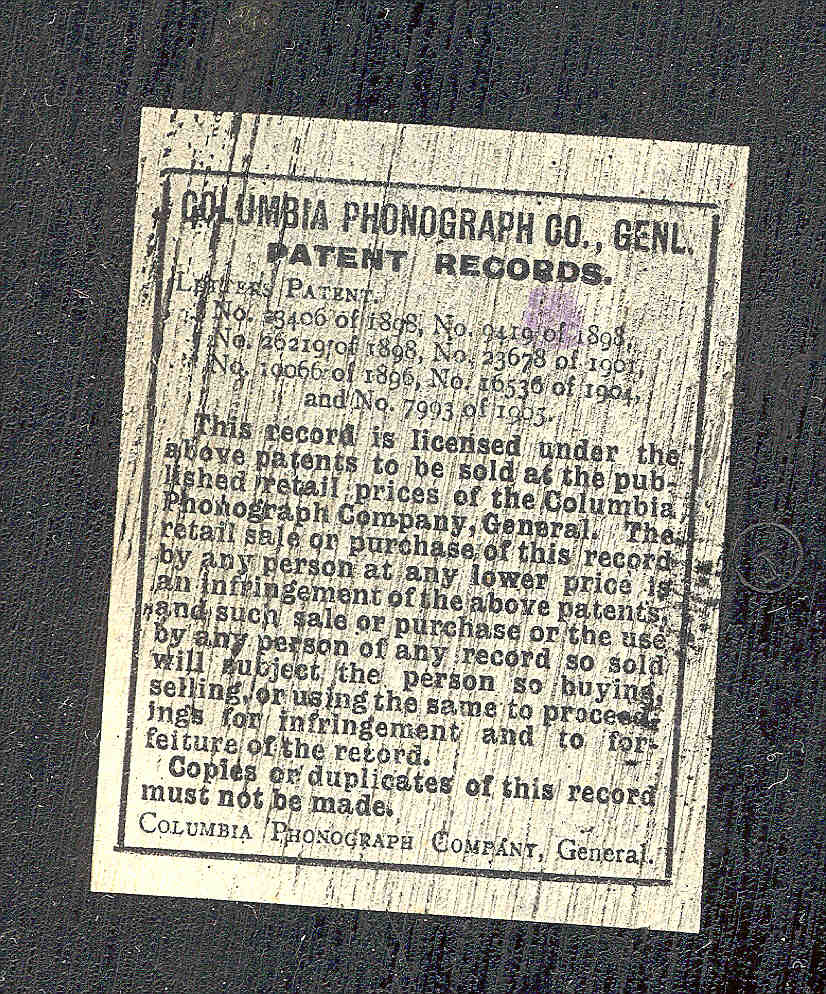 COLUMBIA PHONOGRAPH CO., GENL.
PATENT RECORDS.
LETTERS PATENT.
No. 23406 of 1898, No. 9419 of 1898,
No. 26219 of 1898, No. 23678 of 1901,
No. 19066 of 1896, No. 16536 of 1904,
and No. 7993 of 1905.
This record is licensed under the
above patents to be sold at the pub-
lished retail prices of the Columbia
Phonograph Company, General. The
retail sale or purchase of this record
by any person at any lower price is
an infringement of the above patents,
and such sale or purchase or the use
by any person of any record so sold
will subject the person so buying,
selling, or using the same to proceed-
ings for infringement and to for-
feiture of the record.
Copies or duplicates of this record
must not be made.
COLUMBIA PHONOGRAPH COMPANY, General.